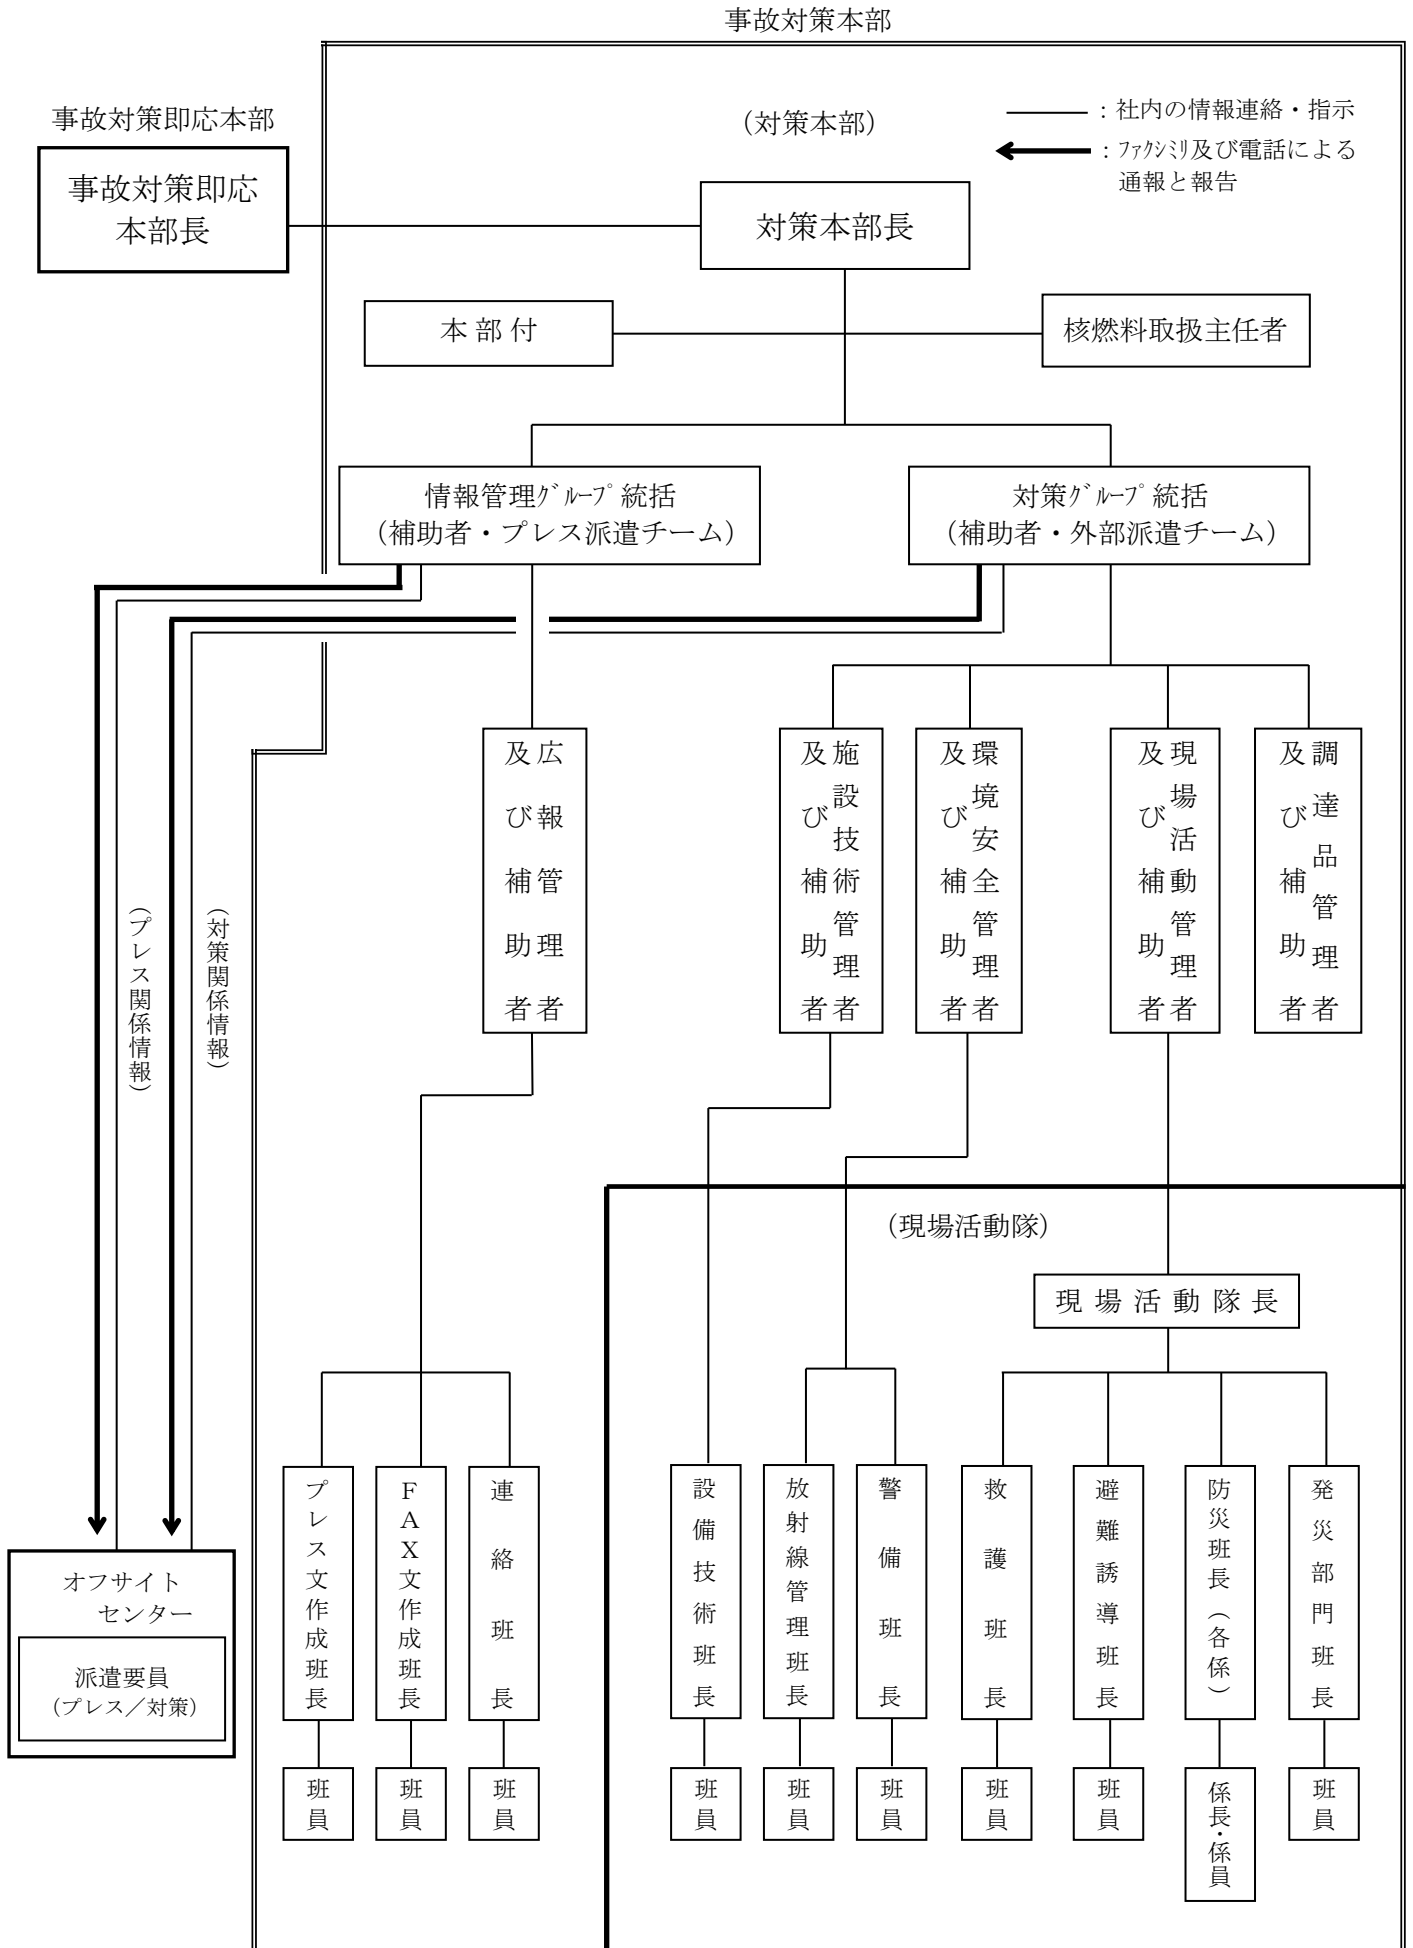 事故対策本部
事故対策即応本部
事故対策即応
本部長
(対策本部)
：社内の情報連絡・指示
：ﾌｧｸｼﾐﾘ及び電話による
通報と報告
対策本部長
本部付
核燃料取扱主任者
情報管理ｸﾞﾙｰﾌﾟ統括
(補助者・プレス派遣チーム)
対策ｸﾞﾙｰﾌﾟ統括
(補助者・外部派遣チーム)
広報管理者
及び補助者
施設技術管理者
及び補助者
環境安全管理者
及び補助者
現場活動管理者
及び補助者
調達品管理者
及び補助者
(プレス関係情報)
(対策関係情報)
(現場活動隊)
現場活動隊長
プレス文作成班長
FAX文作成班長
連絡班長
設備技術班長
放射線管理班長
警備班長
救護班長
避難誘導班長
防災班長(各係)
発災部門班長
オフサイト
センター
派遣要員
(プレス／対策)
班員
班員
班員
班員
班員
班員
班員
班員
係長・係員
班員